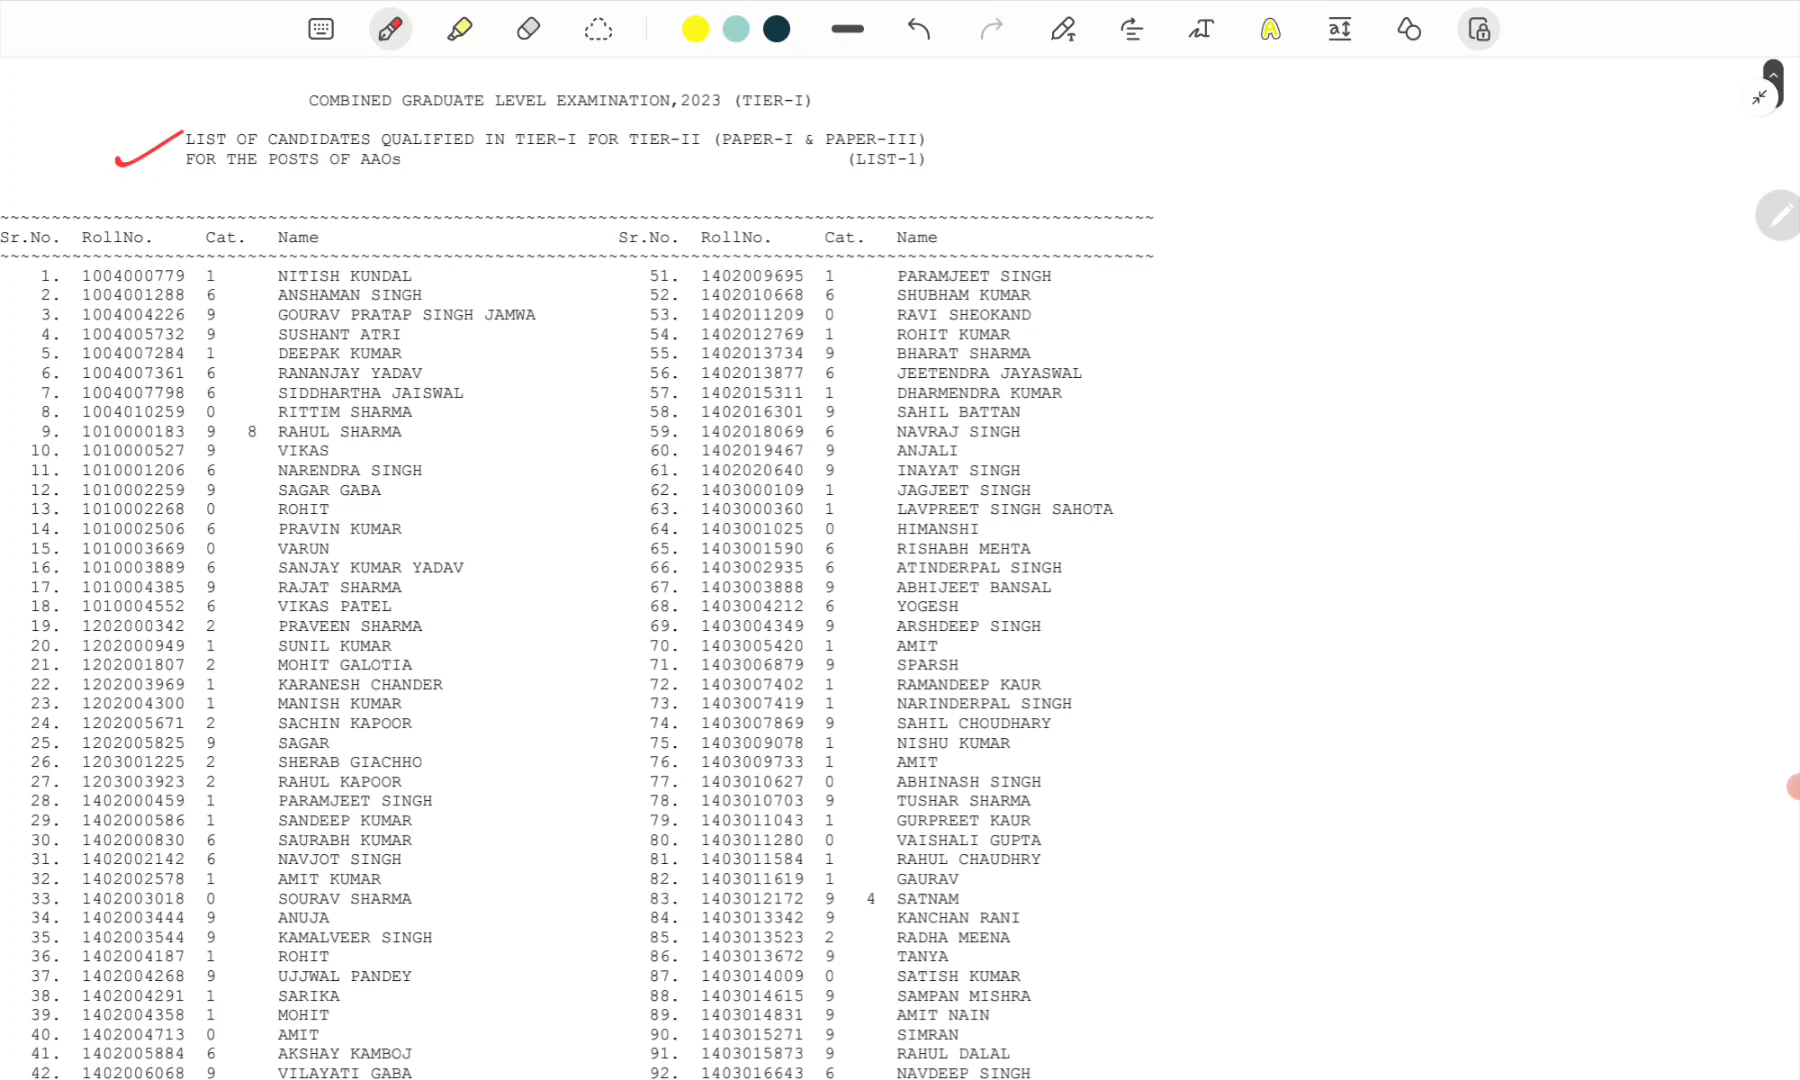 COMBINED GRADUATE LEVEL EXAMINATION,2023 (TIER-I)
LIST OF CANDIDATES QUALIFIED IN TIER-I FOR TIER-II (PAPER-I & PAPER-III)
FOR THE POSTS OF AAOs (LIST-1)
~~~~~~~~~~~~~~~~~~~~~~~~~~~~~~~~~~~~~~~~~~~~~~~~~~~~~~~~~~~~~~~~~~~~~~~~~~~~~~~~~~~~~~~~~~~~~~~~~~~~~~~~~~~~~~~~
Sr.No. RollNo. Cat. Name Sr.No. RollNo. Cat. Name
~~~~~~~~~~~~~~~~~~~~~~~~~~~~~~~~~~~~~~~~~~~~~~~~~~~~~~~~~~~~~~~~~~~~~~~~~~~~~~~~~~~~~~~~~~~~~~~~~~~~~~~~~~~~~~~~
1. 1004000779 1 NITISH KUNDAL 51. 1402009695 1 PARAMJEET SINGH
2. 1004001288 6 ANSHAMAN SINGH 52. 1402010668 6 SHUBHAM KUMAR
3. 1004004226 9 GOURAV PRATAP SINGH JAMWA 53. 1402011209 0 RAVI SHEOKAND
4. 1004005732 9 SUSHANT ATRI 54. 1402012769 1 ROHIT KUMAR
5. 1004007284 1 DEEPAK KUMAR 55. 1402013734 9 BHARAT SHARMA
6. 1004007361 6 RANANJAY YADAV 56. 1402013877 6 JEETENDRA JAYASWAL
7. 1004007798 6 SIDDHARTHA JAISWAL 57. 1402015311 1 DHARMENDRA KUMAR
8. 1004010259 0 RITTIM SHARMA 58. 1402016301 9 SAHIL BATTAN
9. 1010000183 9 8 RAHUL SHARMA 59. 1402018069 6 NAVRAJ SINGH
10. 1010000527 9 VIKAS 60. 1402019467 9 ANJALI
11. 1010001206 6 NARENDRA SINGH 61. 1402020640 9 INAYAT SINGH
12. 1010002259 9 SAGAR GABA 62. 1403000109 1 JAGJEET SINGH
13. 1010002268 0 ROHIT 63. 1403000360 1 LAVPREET SINGH SAHOTA
14. 1010002506 6 PRAVIN KUMAR 64. 1403001025 0 HIMANSHI
15. 1010003669 0 VARUN 65. 1403001590 6 RISHABH MEHTA
16. 1010003889 6 SANJAY KUMAR YADAV 66. 1403002935 6 ATINDERPAL SINGH
17. 1010004385 9 RAJAT SHARMA 67. 1403003888 9 ABHIJEET BANSAL
18. 1010004552 6 VIKAS PATEL 68. 1403004212 6 YOGESH
19. 1202000342 2 PRAVEEN SHARMA 69. 1403004349 9 ARSHDEEP SINGH
20. 1202000949 1 SUNIL KUMAR 70. 1403005420 1 AMIT
21. 1202001807 2 MOHIT GALOTIA 71. 1403006879 9 SPARSH
22. 1202003969 1 KARANESH CHANDER 72. 1403007402 1 RAMANDEEP KAUR
23. 1202004300 1 MANISH KUMAR 73. 1403007419 1 NARINDERPAL SINGH
24. 1202005671 2 SACHIN KAPOOR 74. 1403007869 9 SAHIL CHOUDHARY
25. 1202005825 9 SAGAR 75. 1403009078 1 NISHU KUMAR
26. 1203001225 2 SHERAB GIACHHO 76. 1403009733 1 AMIT
27. 1203003923 2 RAHUL KAPOOR 77. 1403010627 0 ABHINASH SINGH
28. 1402000459 1 PARAMJEET SINGH 78. 1403010703 9 TUSHAR SHARMA
29. 1402000586 1 SANDEEP KUMAR 79. 1403011043 1 GURPREET KAUR
30. 1402000830 6 SAURABH KUMAR 80. 1403011280 0 VAISHALI GUPTA
31. 1402002142 6 NAVJOT SINGH 81. 1403011584 1 RAHUL CHAUDHRY
32. 1402002578 1 AMIT KUMAR 82. 1403011619 1 GAURAV
33. 1402003018 0 SOURAV SHARMA 83. 1403012172 9 4 SATNAM
34. 1402003444 9 ANUJA 84. 1403013342 9 KANCHAN RANI
35. 1402003544 9 KAMALVEER SINGH 85. 1403013523 2 RADHA MEENA
36. 1402004187 1 ROHIT 86. 1403013672 9 TANYA
37. 1402004268 9 UJJWAL PANDEY 87. 1403014009 0 SATISH KUMAR
38. 1402004291 1 SARIKA 88. 1403014615 9 SAMPAN MISHRA
39. 1402004358 1 MOHIT 89. 1403014831 9 AMIT NAIN
40. 1402004713 0 AMIT 90. 1403015271 9 SIMRAN
41. 1402005884 6 AKSHAY KAMBOJ 91. 1403015873 9 RAHUL DALAL
42. 1402006068 9 VILAYATI GABA 92. 1403016643 6 NAVDEEP SINGH